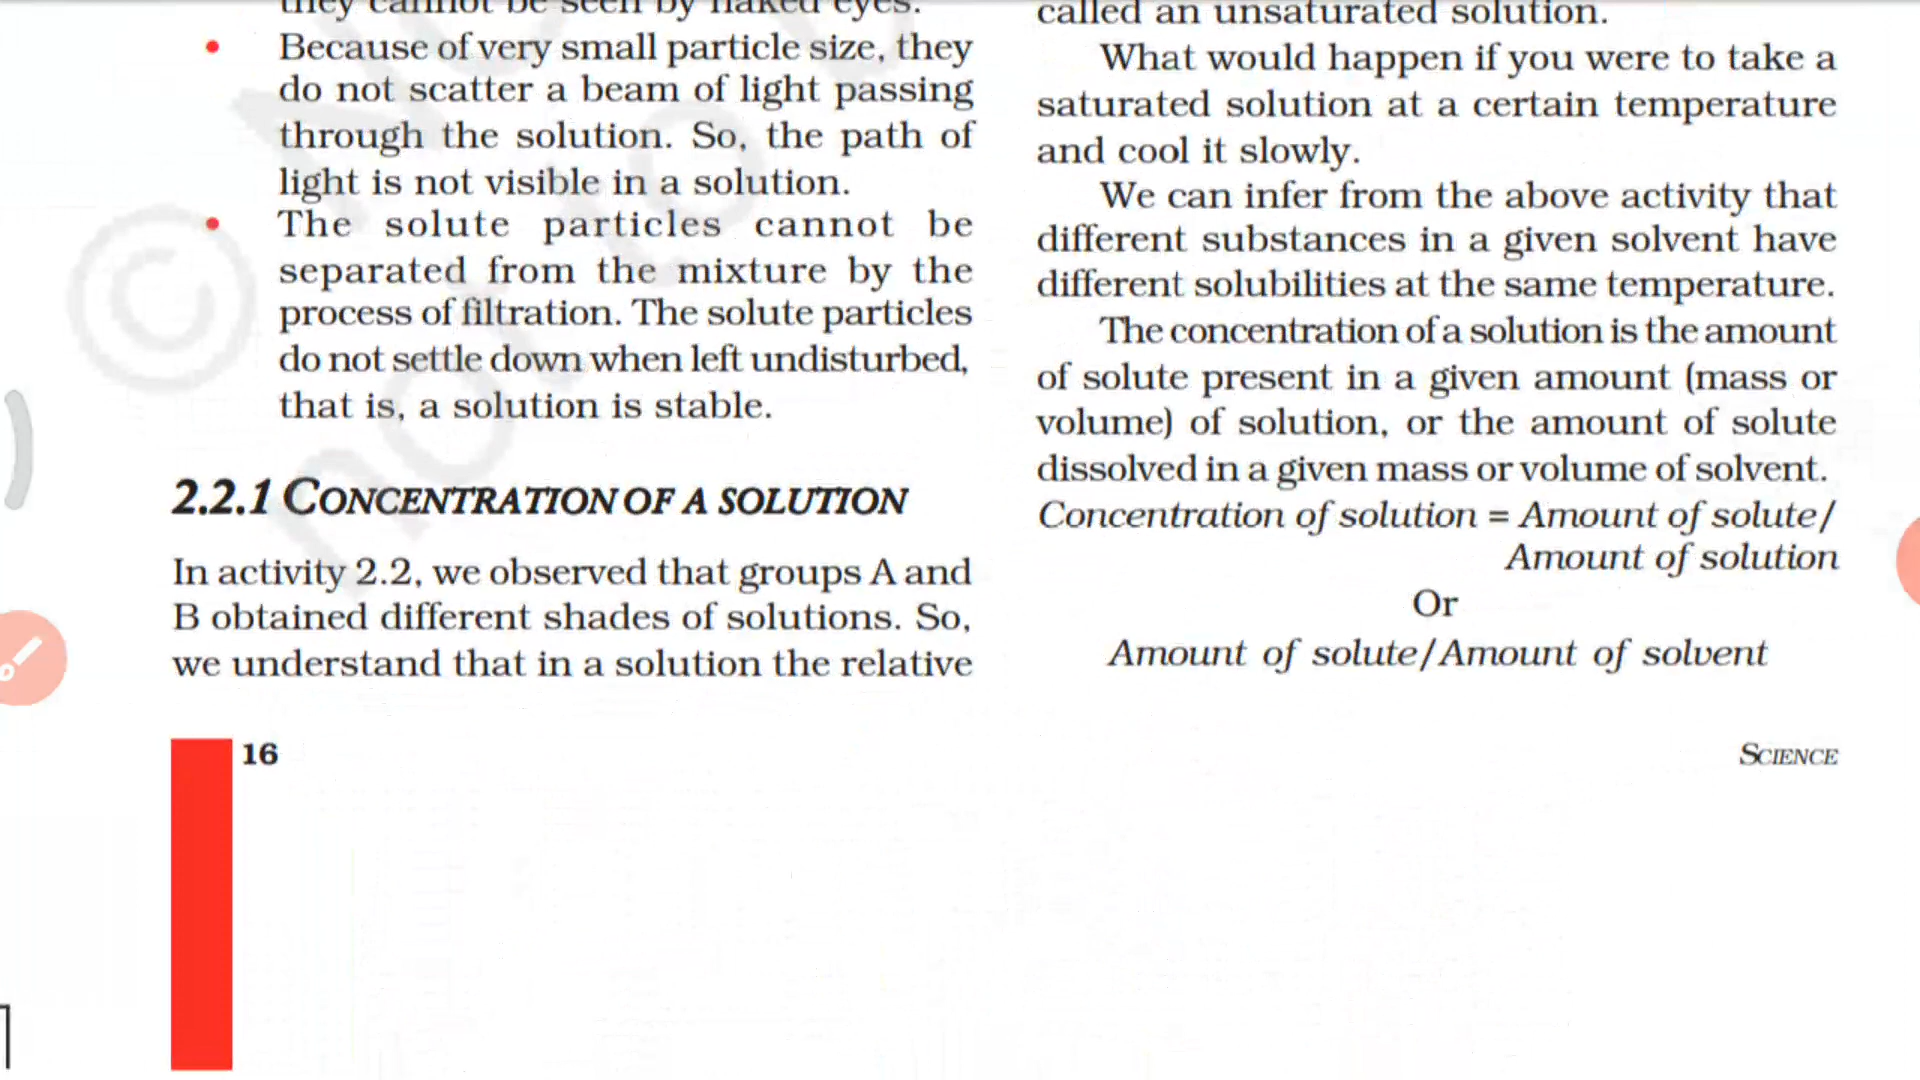 they cannot be seen by naked eyes.
• Because of very small particle size, they
do not scatter a beam of light passing
through the solution. So, the path of
light is not visible in a solution.
• The solute particles cannot be
separated from the mixture by the
process of filtration. The solute particles
do not settle down when left undisturbed,
that is, a solution is stable.
2.2.1 CONCENTRATION OF A SOLUTION
In activity 2.2, we observed that groups A and
B obtained different shades of solutions. So,
we understand that in a solution the relative
called an unsaturated solution.
What would happen if you were to take a
saturated solution at a certain temperature
and cool it slowly.
We can infer from the above activity that
different substances in a given solvent have
different solubilities at the same temperature.
The concentration of a solution is the amount
of solute present in a given amount (mass or
volume) of solution, or the amount of solute
dissolved in a given mass or volume of solvent.
Concentration of solution = Amount of solute/
Amount of solution
Or
Amount of solute/Amount of solvent
16
SCIENCE
©
not to